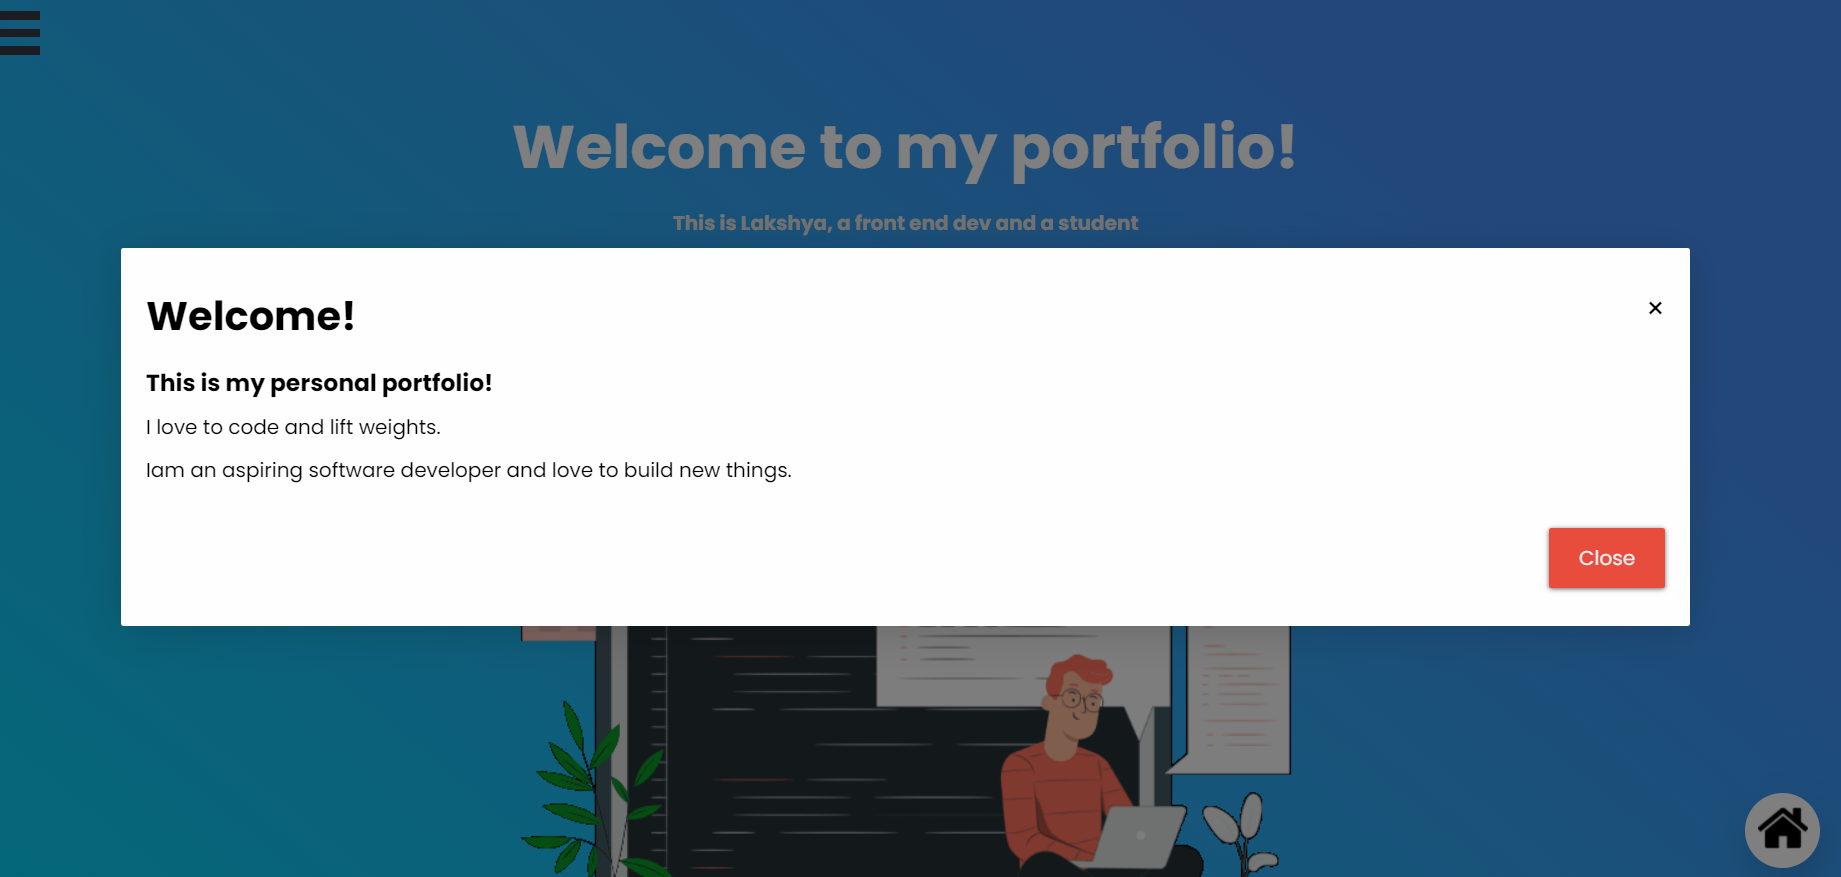 Welcome to my portfolio!
This is Lakshya, a front end dev and a student
Welcome!
×
This is my personal portfolio!
I love to code and lift weights.
Iam an aspiring software developer and love to build new things.
Close